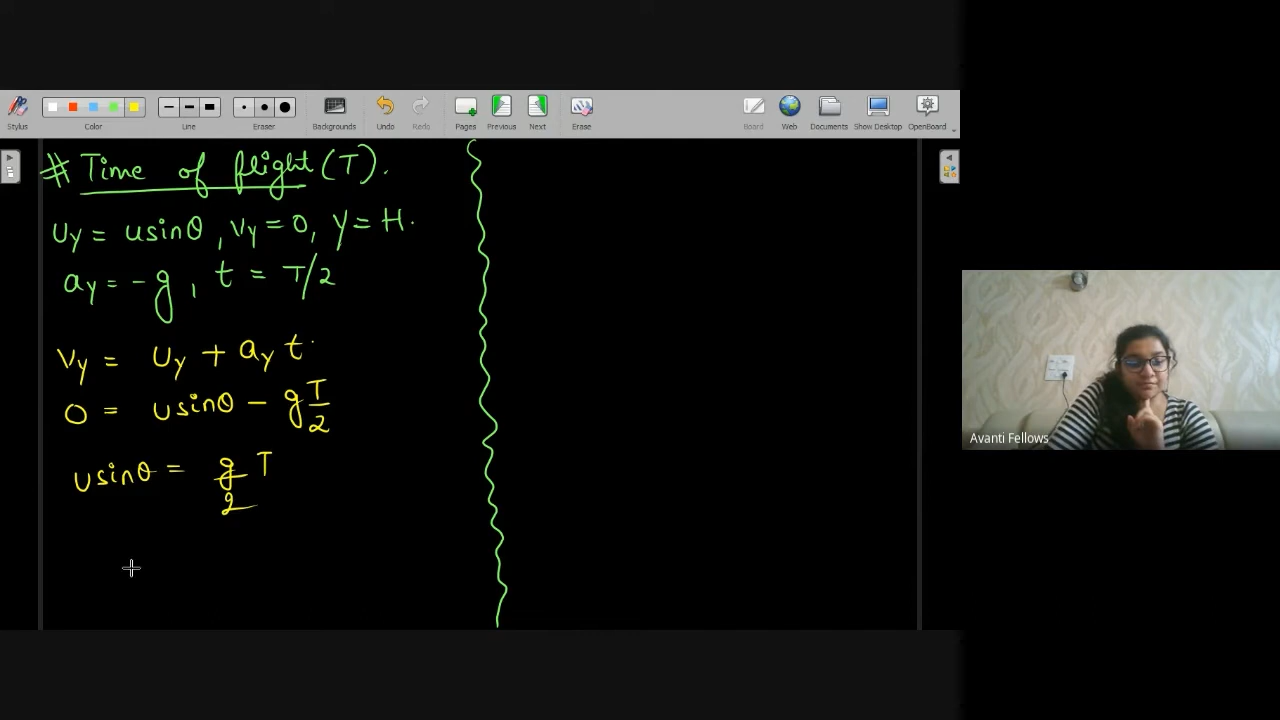 Stylus
Color
Line
Eraser
Backgrounds
Undo
Redo
Pages
Previous
Next
Erase
Board
Web
Documents
Show Desktop
OpenBoard
# Time of flight (T).
uy = usinθ, vy = 0, y = H.
ay = -g, t = T/2
vy = uy + ay t.
0 = usinθ - g T/2
usinθ = g/2 T
Avanti Fellows